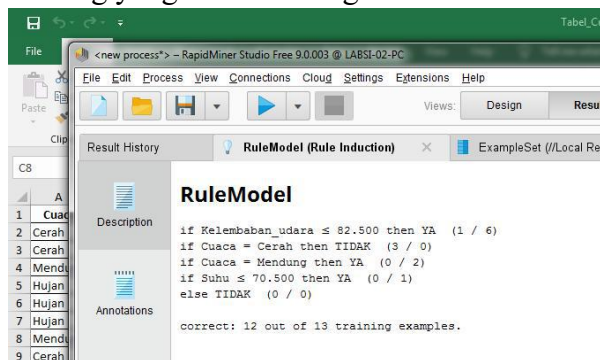 Tabel_Cu
File
<new process*> – RapidMiner Studio Free 9.0.003 @ LABSI-02-PC
File Edit Process View Connections Cloud Settings Extensions Help
Paste
Views: Design Resul
Clip
Result History RuleModel (Rule Induction) ExampleSet (//Local Re
C8
RuleModel
A
Description
1 Cuac
2 Cerah
3 Cerah
4 Mendu
5 Hujan
6 Hujan
7 Hujan
8 Mendu
9 Cerah
if Kelembaban_udara ≤ 82.500 then YA (1 / 6)
if Cuaca = Cerah then TIDAK (3 / 0)
if Cuaca = Mendung then YA (0 / 2)
if Suhu ≤ 70.500 then YA (0 / 1)
else TIDAK (0 / 0)
Annotations
correct: 12 out of 13 training examples.